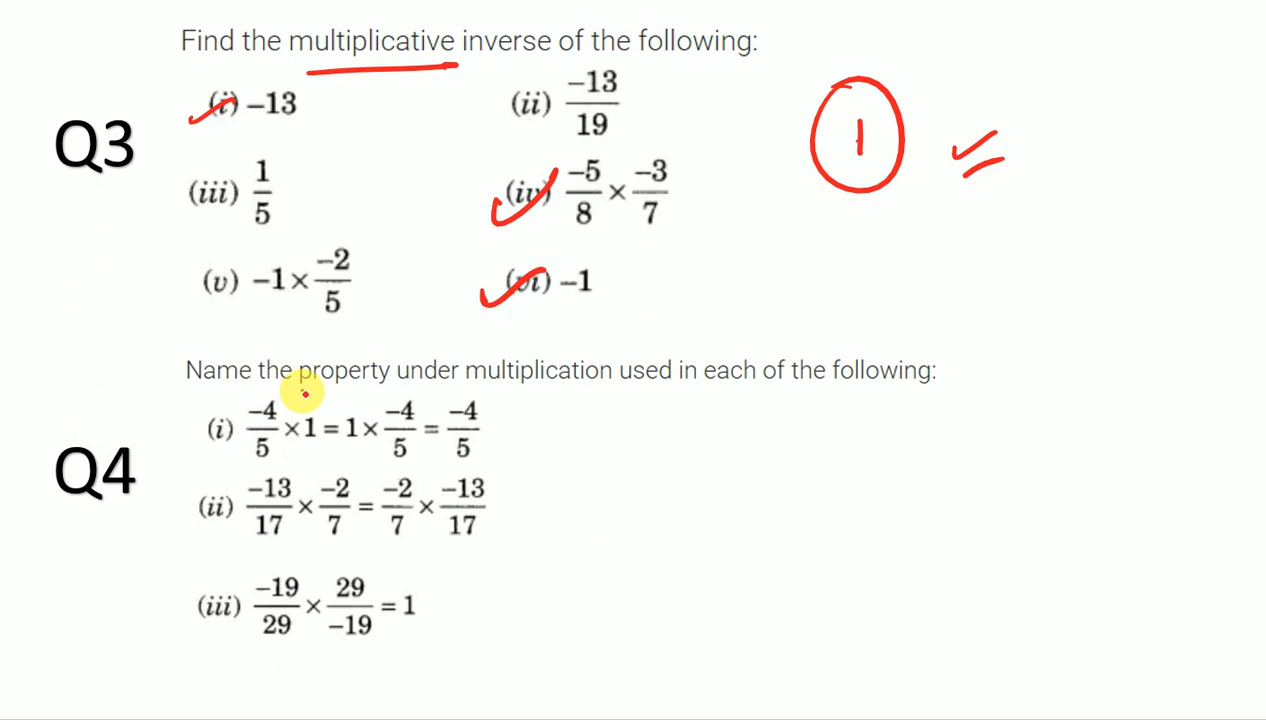 Find the multiplicative inverse of the following:
Q3
(i) −13 (ii) −13/19
(iii) 1/5 (iv) −5/8 × −3/7
(v) −1 × −2/5 (vi) −1
1
Name the property under multiplication used in each of the following:
Q4
(i) −4/5 × 1 = 1 × −4/5 = −4/5
(ii) −13/17 × −2/7 = −2/7 × −13/17
(iii) −19/29 × 29/−19 = 1